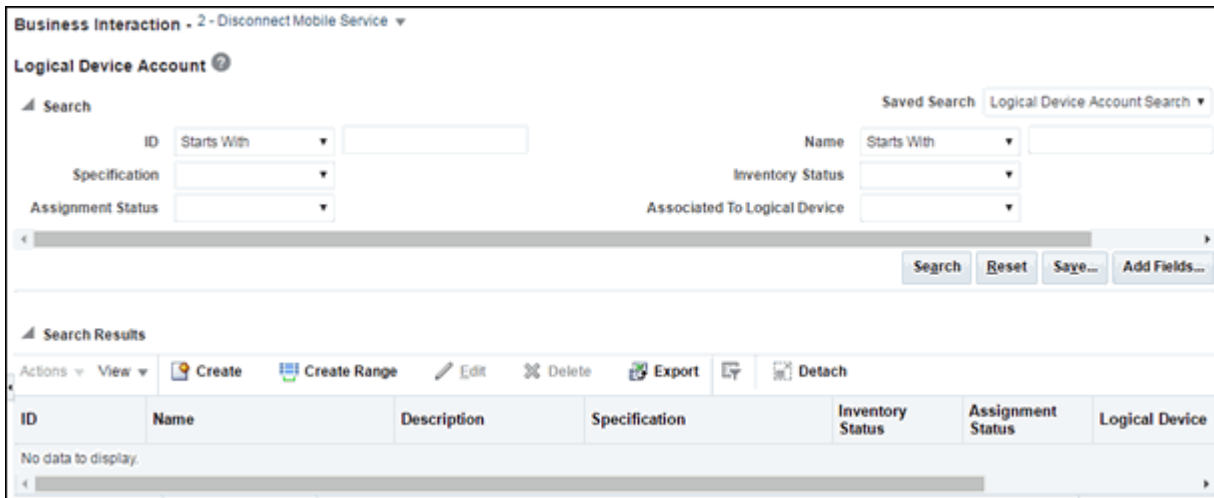 Business Interaction - 2 - Disconnect Mobile Service
Logical Device Account
Search
Saved Search Logical Device Account Search
ID Starts With Name Starts With
Specification Inventory Status
Assignment Status Associated To Logical Device
Search Reset Save... Add Fields...
Search Results
Actions View Create Create Range Edit Delete Export Detach
ID Name Description Specification Inventory Status Assignment Status Logical Device
No data to display.